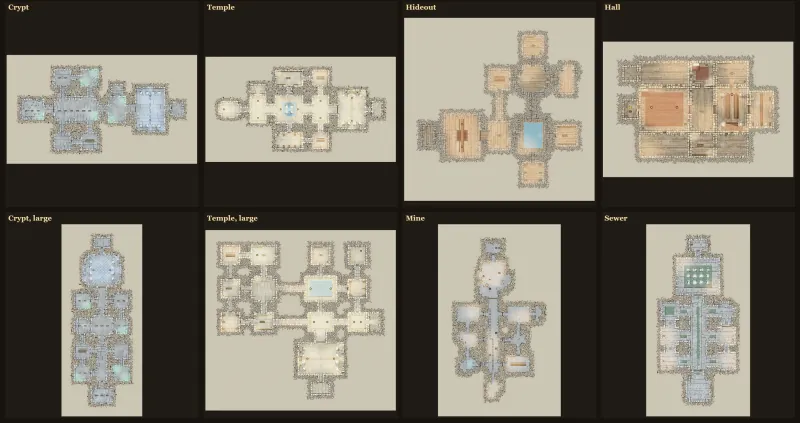 Crypt
Temple
Hideout
Hall
Crypt, large
Temple, large
Mine
Sewer